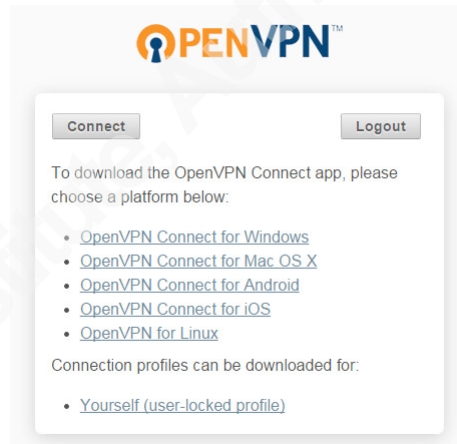 OPENVPN™
Connect
Logout
To download the OpenVPN Connect app, please
choose a platform below:
OpenVPN Connect for Windows
OpenVPN Connect for Mac OS X
OpenVPN Connect for Android
OpenVPN Connect for iOS
OpenVPN for Linux
Connection profiles can be downloaded for:
Yourself (user-locked profile)